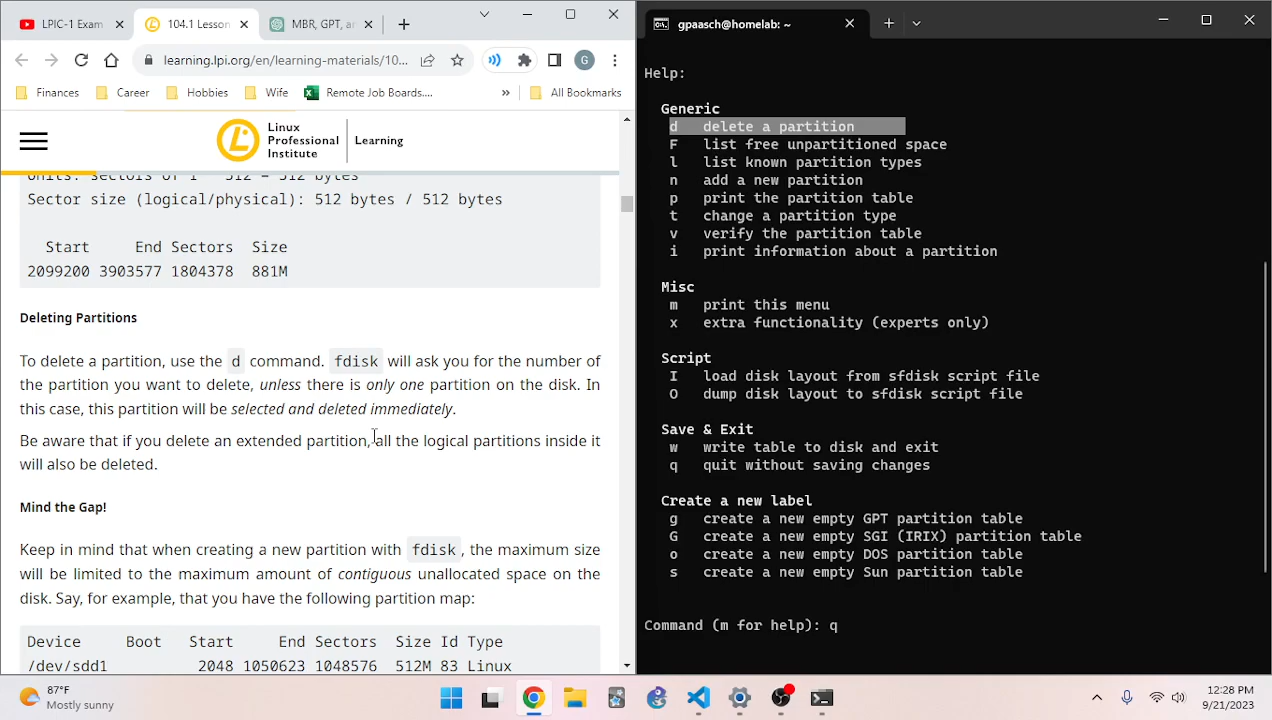 LPIC-1 Exam
104.1 Lesson
MBR, GPT, ar
learning.lpi.org/en/learning-materials/10...
G
Finances
Career
Hobbies
Wife
Remote Job Boards....
»
All Bookmarks
Linux
Professional
Institute
Learning
Units: sectors of 1 * 512 = 512 bytes
Sector size (logical/physical): 512 bytes / 512 bytes
Start End Sectors Size
2099200 3903577 1804378 881M
Deleting Partitions
To delete a partition, use the d command. fdisk will ask you for the number of
the partition you want to delete, unless there is only one partition on the disk. In
this case, this partition will be selected and deleted immediately.
Be aware that if you delete an extended partition, all the logical partitions inside it
will also be deleted.
Mind the Gap!
Keep in mind that when creating a new partition with fdisk, the maximum size
will be limited to the maximum amount of contiguous unallocated space on the
disk. Say, for example, that you have the following partition map:
Device Boot Start End Sectors Size Id Type
/dev/sdd1 2048 1050623 1048576 512M 83 Linux
gpaasch@homelab: ~
Help:
Generic
d delete a partition
F list free unpartitioned space
l list known partition types
n add a new partition
p print the partition table
t change a partition type
v verify the partition table
i print information about a partition
Misc
m print this menu
x extra functionality (experts only)
Script
I load disk layout from sfdisk script file
O dump disk layout to sfdisk script file
Save & Exit
w write table to disk and exit
q quit without saving changes
Create a new label
g create a new empty GPT partition table
G create a new empty SGI (IRIX) partition table
o create a new empty DOS partition table
s create a new empty Sun partition table
Command (m for help): q
87°F
Mostly sunny
12:28 PM
9/21/2023